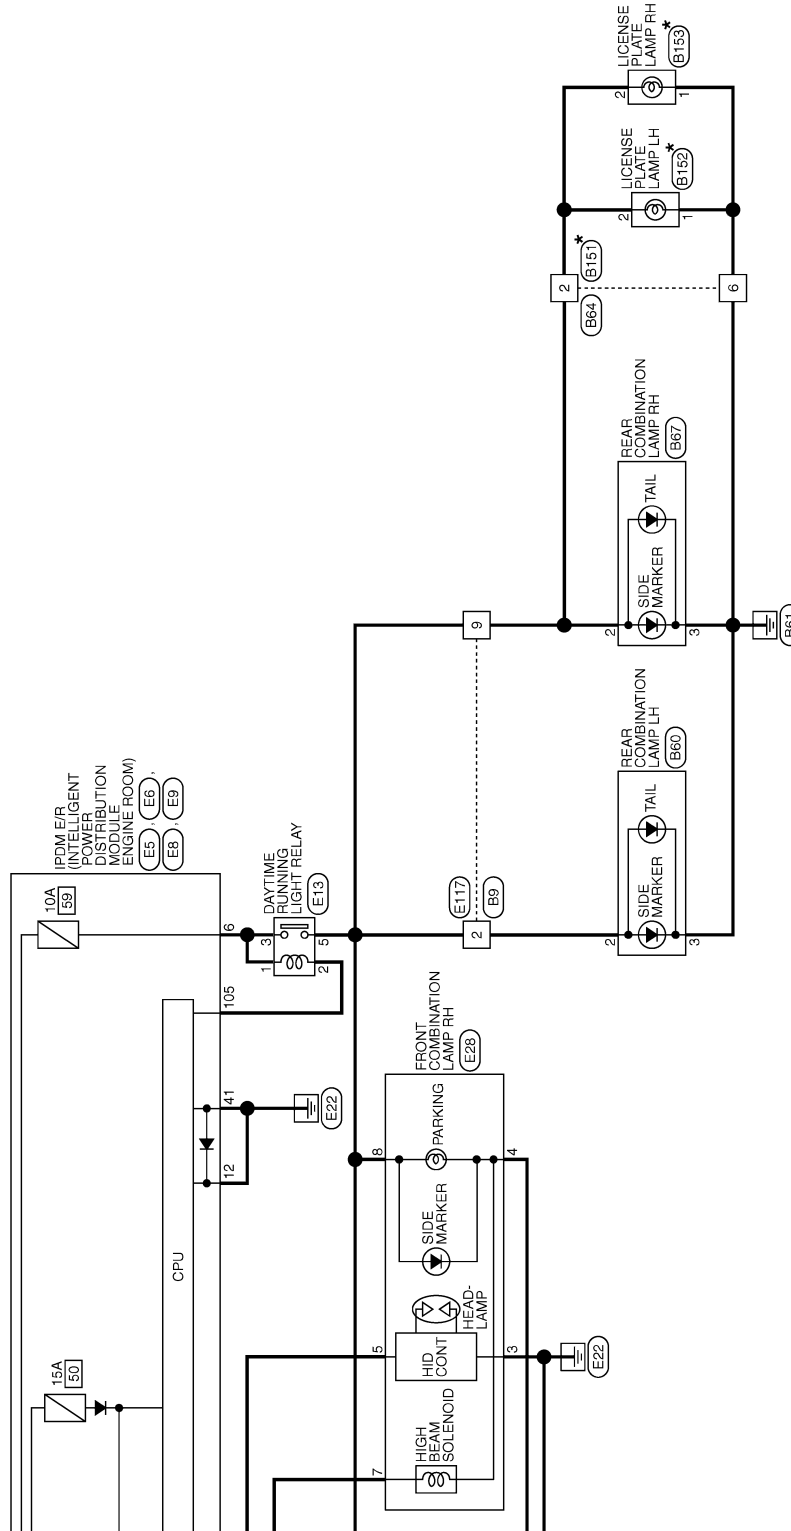 LICENSE
PLATE
LAMP RH
*
B153
2
1
LICENSE
PLATE
LAMP LH
*
B152
2
1
*
B151
2
B64
6
REAR
COMBINATION
LAMP RH
B67
TAIL
SIDE
MARKER
2
3
9
B61
REAR
COMBINATION
LAMP LH
B60
TAIL
SIDE
MARKER
2
3
E117
B9
2
IPDM E/R
(INTELLIGENT
POWER
DISTRIBUTION
MODULE
ENGINE ROOM)
E5 , E6 ,
E8 , E9
10A
59
6
DAYTIME
RUNNING
LIGHT RELAY
E13
3
5
1
2
105
41
12
E22
CPU
15A
50
FRONT
COMBINATION
LAMP RH
E28
8
4
PARKING
SIDE
MARKER
HEAD-
LAMP
HID
CONT
5
3
E22
HIGH
BEAM
SOLENOID
7